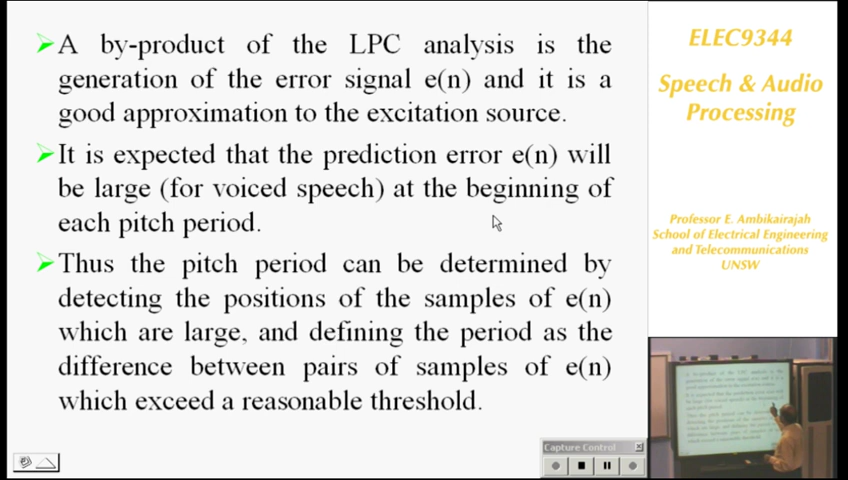 A by-product of the LPC analysis is the
generation of the error signal e(n) and it is a
good approximation to the excitation source.
It is expected that the prediction error e(n) will
be large (for voiced speech) at the beginning of
each pitch period.
Thus the pitch period can be determined by
detecting the positions of the samples of e(n)
which are large, and defining the period as the
difference between pairs of samples of e(n)
which exceed a reasonable threshold.
ELEC9344
Speech & Audio
Processing
Professor E. Ambikairajah
School of Electrical Engineering
and Telecommunications
UNSW
Capture Control